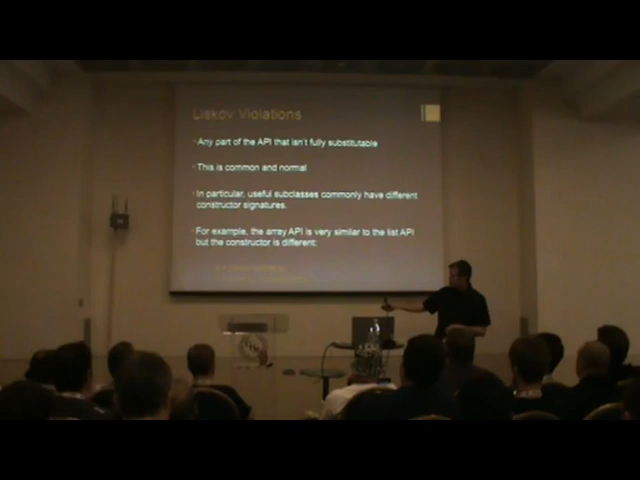 Liskov Violations
Any part of the API that isn't fully substitutable
This is common and normal
In particular, useful subclasses commonly have different
constructor signatures.
For example, the array API is very similar to the list API
but the constructor is different: